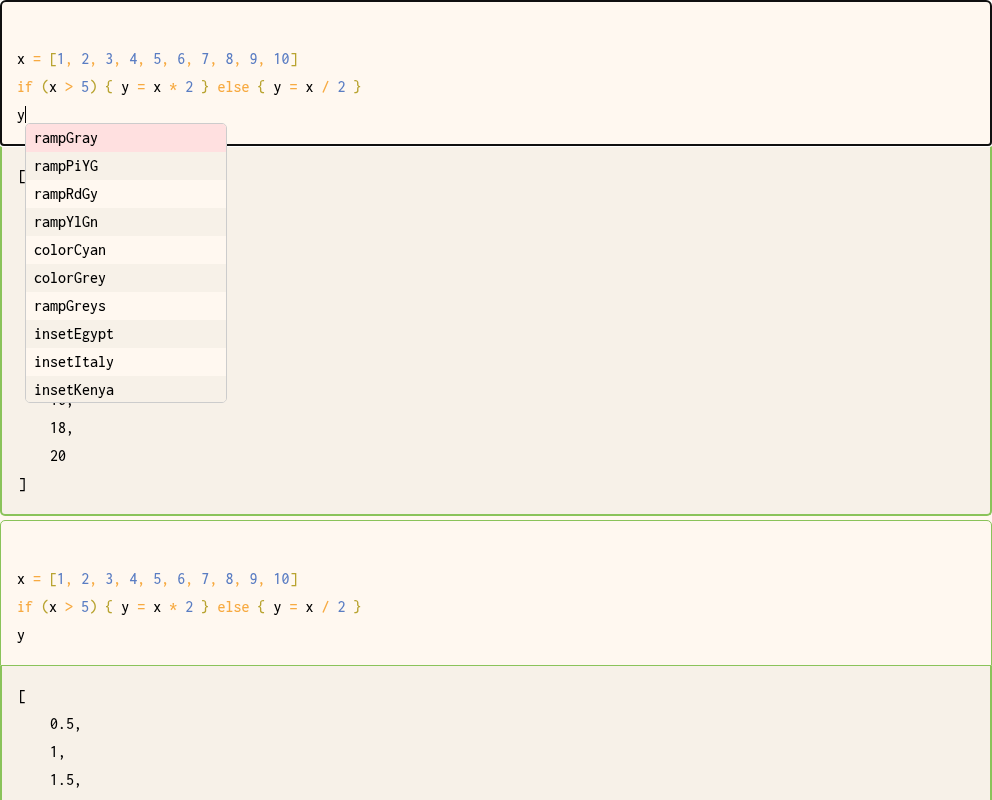 x = [1, 2, 3, 4, 5, 6, 7, 8, 9, 10]
if (x > 5) { y = x * 2 } else { y = x / 2 }
y
[
rampGray
rampPiYG
rampRdGy
rampYlGn
colorCyan
colorGrey
rampGreys
insetEgypt
insetItaly
insetKenya
18,
20
]
x = [1, 2, 3, 4, 5, 6, 7, 8, 9, 10]
if (x > 5) { y = x * 2 } else { y = x / 2 }
y
[
0.5,
1,
1.5,